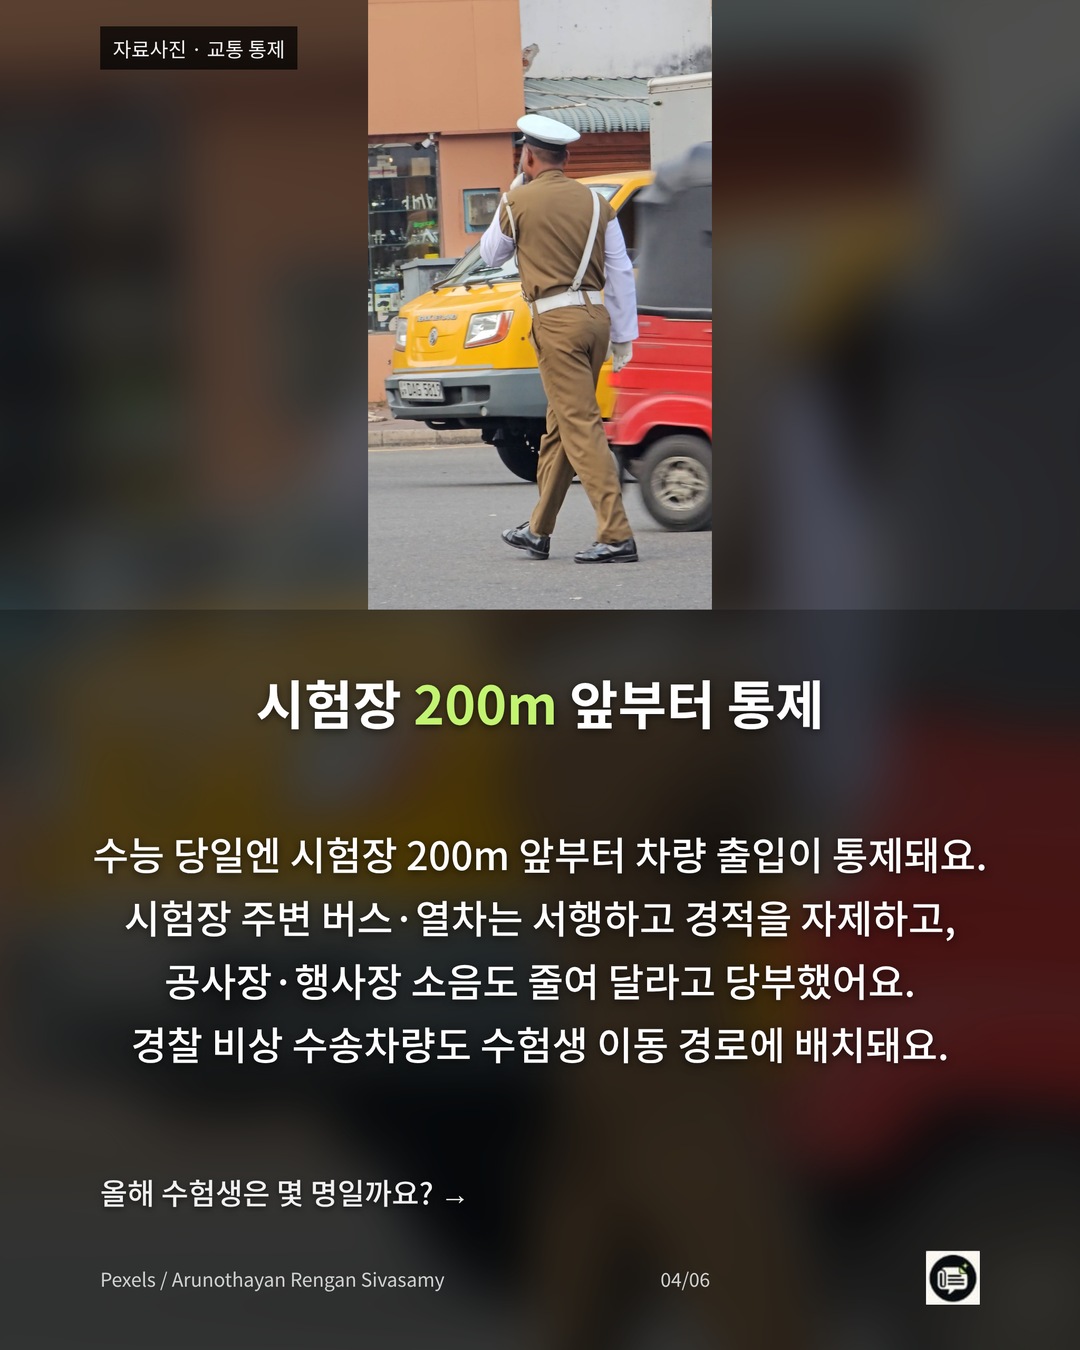 자료사진 · 교통 통제
시험장 200m 앞부터 통제
수능 당일엔 시험장 200m 앞부터 차량 출입이 통제돼요.
시험장 주변 버스·열차는 서행하고 경적을 자제하고,
공사장·행사장 소음도 줄여 달라고 당부했어요.
경찰 비상 수송차량도 수험생 이동 경로에 배치돼요.
올해 수험생은 몇 명일까요? →
Pexels / Arunothayan Rengan Sivasamy
04/06